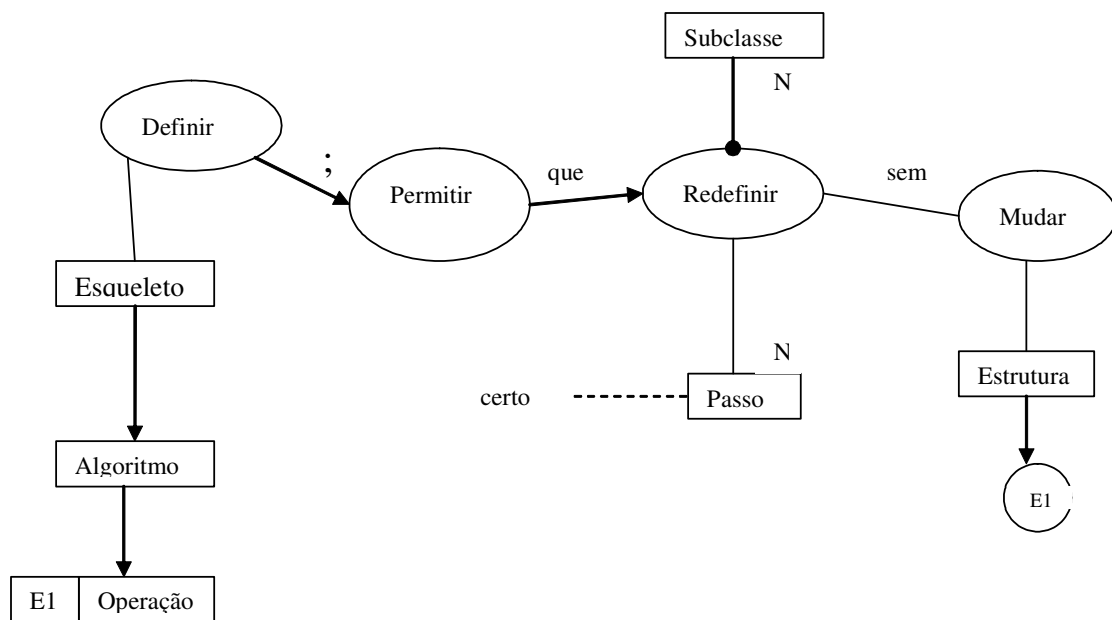 Subclasse
N
Definir
;
Permitir
que
Redefinir
sem
Mudar
Esqueleto
N
certo
Passo
Estrutura
Algoritmo
E1
E1
Operação